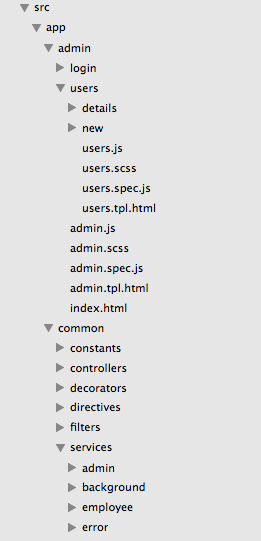 src
app
admin
login
users
details
new
users.js
users.scss
users.spec.js
users.tpl.html
admin.js
admin.scss
admin.spec.js
admin.tpl.html
index.html
common
constants
controllers
decorators
directives
filters
services
admin
background
employee
error